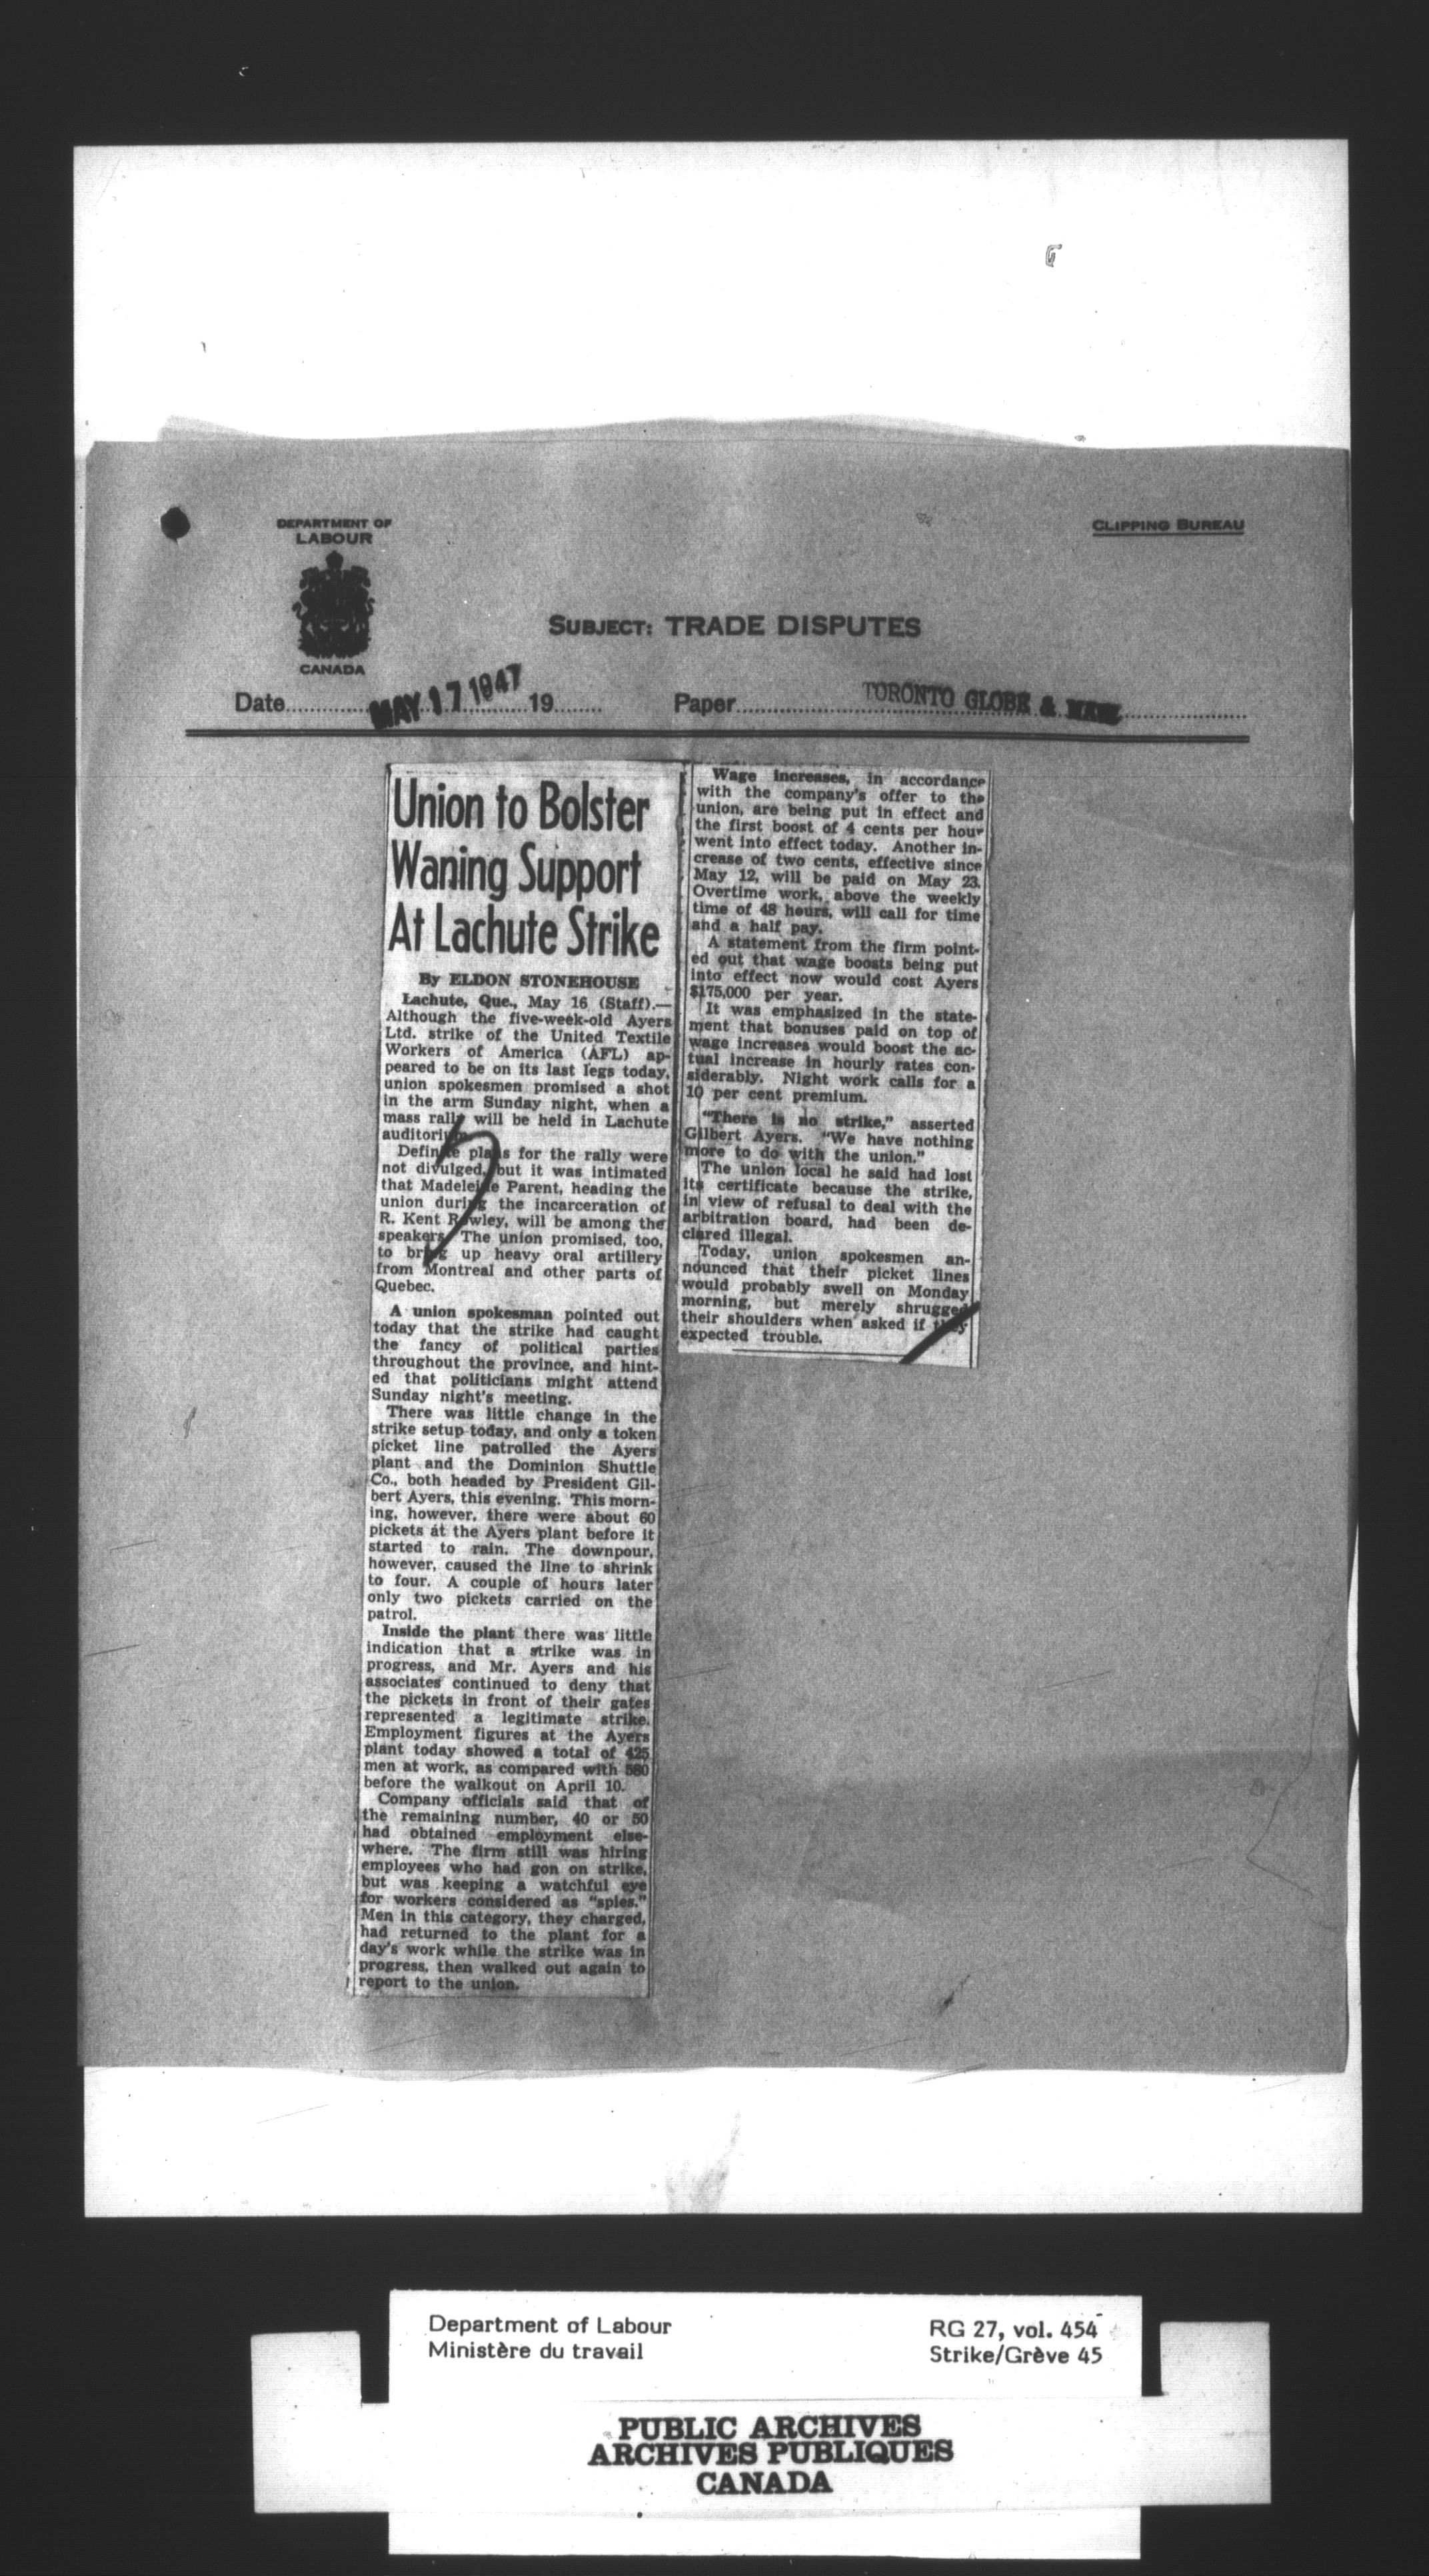 DEPARTMENT OF
LABOUR
CANADA
CLIPPING BUREAU
SUBJECT: TRADE DISPUTES
Date MAY 17 1947 19 Paper TORONTO GLOBE & MAIL
Union to Bolster
Waning Support
At Lachute Strike
By ELDON STONEHOUSE
Lachute, Que., May 16 (Staff).—
Although the five-week-old Ayers
Ltd. strike of the United Textile
Workers of America (AFL) ap-
peared to be on its last legs today,
union spokesmen promised a shot
in the arm Sunday night, when a
mass rally will be held in Lachute
auditorium.
Definite plans for the rally were
not divulged, but it was intimated
that Madeleine Parent, heading the
union during the incarceration of
R. Kent Rowley, will be among the
speakers. The union promised, too,
to bring up heavy oral artillery
from Montreal and other parts of
Quebec.
A union spokesman pointed out
today that the strike had caught
the fancy of political parties
throughout the province, and hint-
ed that politicians might attend
Sunday night's meeting.
There was little change in the
strike setup today, and only a token
picket line patrolled the Ayers
plant and the Dominion Shuttle
Co., both headed by President Gil-
bert Ayers, this evening. This morn-
ing, however, there were about 60
pickets at the Ayers plant before it
started to rain. The downpour,
however, caused the line to shrink
to four. A couple of hours later
only two pickets carried on the
patrol.
Inside the plant there was little
indication that a strike was in
progress, and Mr. Ayers and his
associates continued to deny that
the pickets in front of their gates
represented a legitimate strike.
Employment figures at the Ayers
plant today showed a total of 425
men at work, as compared with 580
before the walkout on April 10.
Company officials said that of
the remaining number, 40 or 50
had obtained employment else-
where. The firm still was hiring
employees who had gon on strike,
but was keeping a watchful eye
for workers considered as "spies."
Men in this category, they charged,
had returned to the plant for a
day's work while the strike was in
progress, then walked out again to
report to the union.
Wage increases, in accordance
with the company's offer to the
union, are being put in effect and
the first boost of 4 cents per hour
went into effect today. Another in-
crease of two cents, effective since
May 12, will be paid on May 23.
Overtime work, above the weekly
time of 48 hours, will call for time
and a half pay.
A statement from the firm point-
ed out that wage boosts being put
into effect now would cost Ayers
$175,000 per year.
It was emphasized in the state-
ment that bonuses paid on top of
wage increases would boost the ac-
tual increase in hourly rates con-
siderably. Night work calls for a
10 per cent premium.
"There is no strike," asserted
Gilbert Ayers. "We have nothing
more to do with the union."
The union local he said had lost
its certificate because the strike,
in view of refusal to deal with the
arbitration board, had been de-
clared illegal.
Today, union spokesmen an-
nounced that their picket lines
would probably swell on Monday
morning, but merely shrugged
their shoulders when asked if they
expected trouble.
Department of Labour
Ministère du travail
RG 27, vol. 454
Strike/Grève 45
PUBLIC ARCHIVES
ARCHIVES PUBLIQUES
CANADA